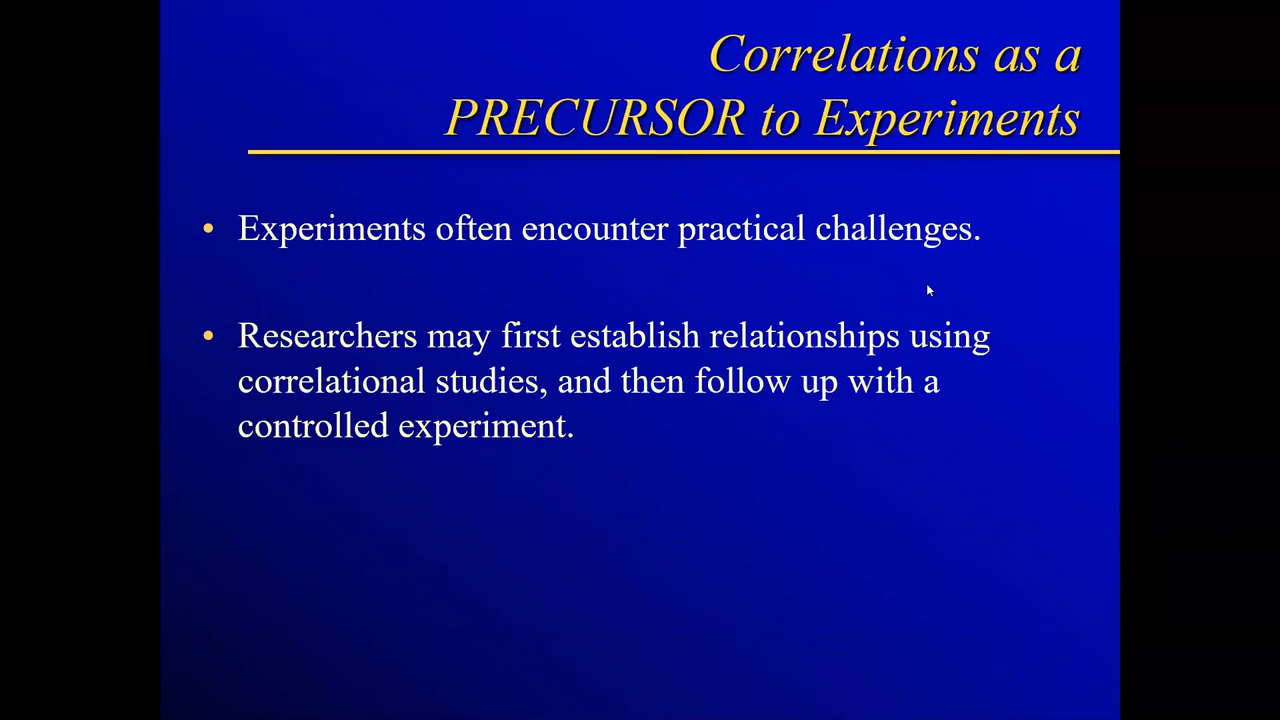 Correlations as a
PRECURSOR to Experiments
• Experiments often encounter practical challenges.
• Researchers may first establish relationships using
correlational studies, and then follow up with a
controlled experiment.